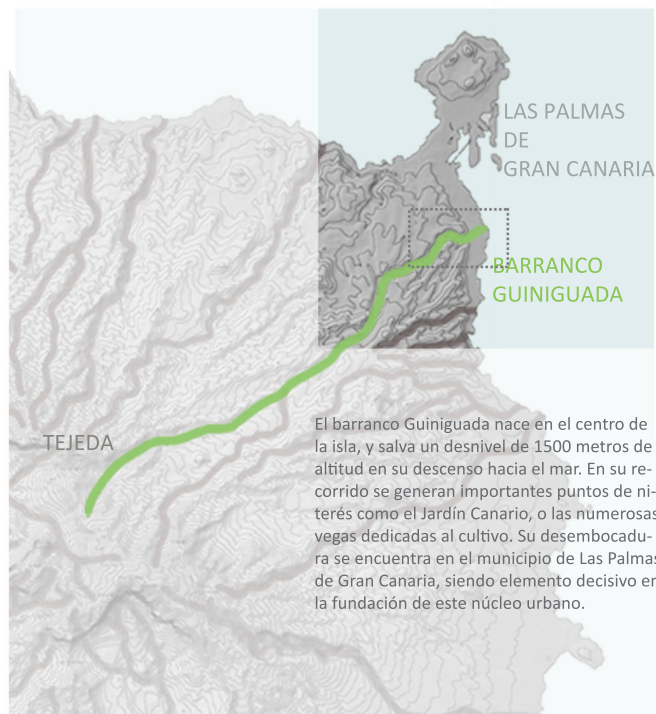 LAS PALMAS
DE
GRAN CANARIA
BARRANCO
GUINIGUADA
TEJEDA
El barranco Guiniguada nace en el centro de
la isla, y salva un desnivel de 1500 metros de
altitud en su descenso hacia el mar. En su re-
corrido se generan importantes puntos de ni-
terés como el Jardín Canario, o las numerosas
vegas dedicadas al cultivo. Su desembocadu-
ra se encuentra en el municipio de Las Palmas
de Gran Canaria, siendo elemento decisivo en
la fundación de este núcleo urbano.